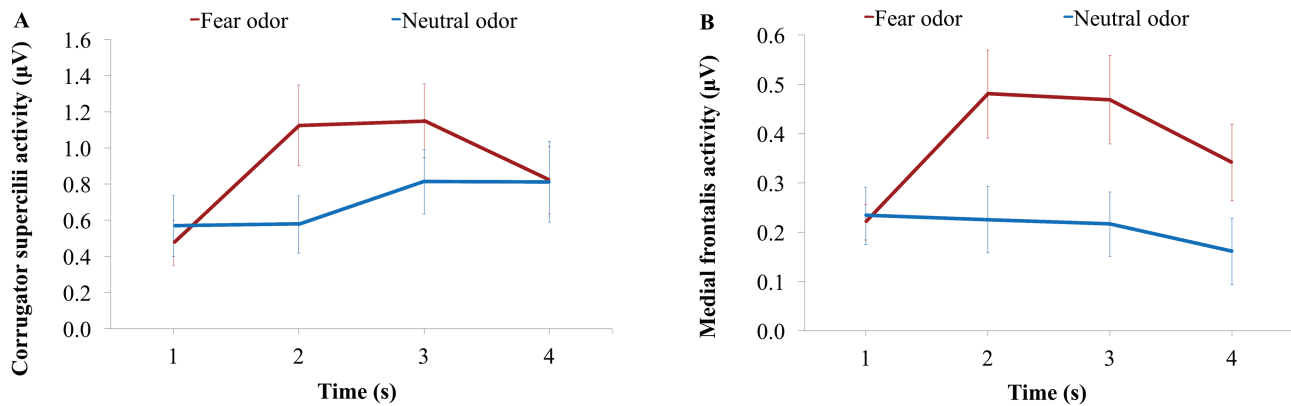 A
Fear odor
Neutral odor
Corrugator supercilii activity (μV)
1.6
1.4
1.2
1.0
0.8
0.6
0.4
0.2
0.0
1 2 3 4
Time (s)
B
Fear odor
Neutral odor
Medial frontalis activity (μV)
0.6
0.5
0.4
0.3
0.2
0.1
0.0
1 2 3 4
Time (s)